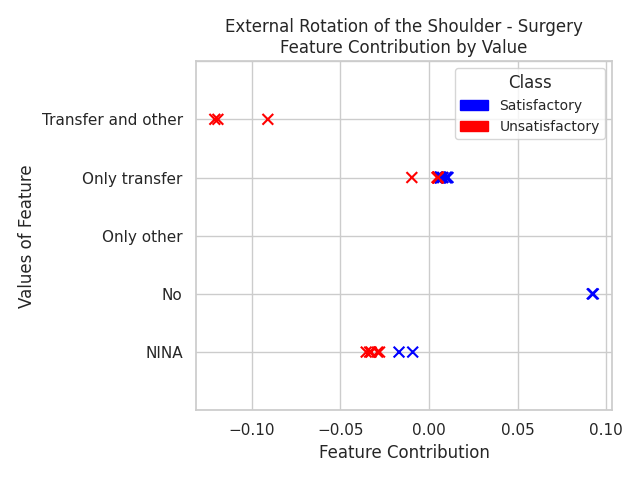 External Rotation of the Shoulder - Surgery
Feature Contribution by Value
Class
Satisfactory
Unsatisfactory
Values of Feature
Transfer and other
Only transfer
Only other
No
NINA
−0.10
−0.05
0.00
0.05
0.10
Feature Contribution